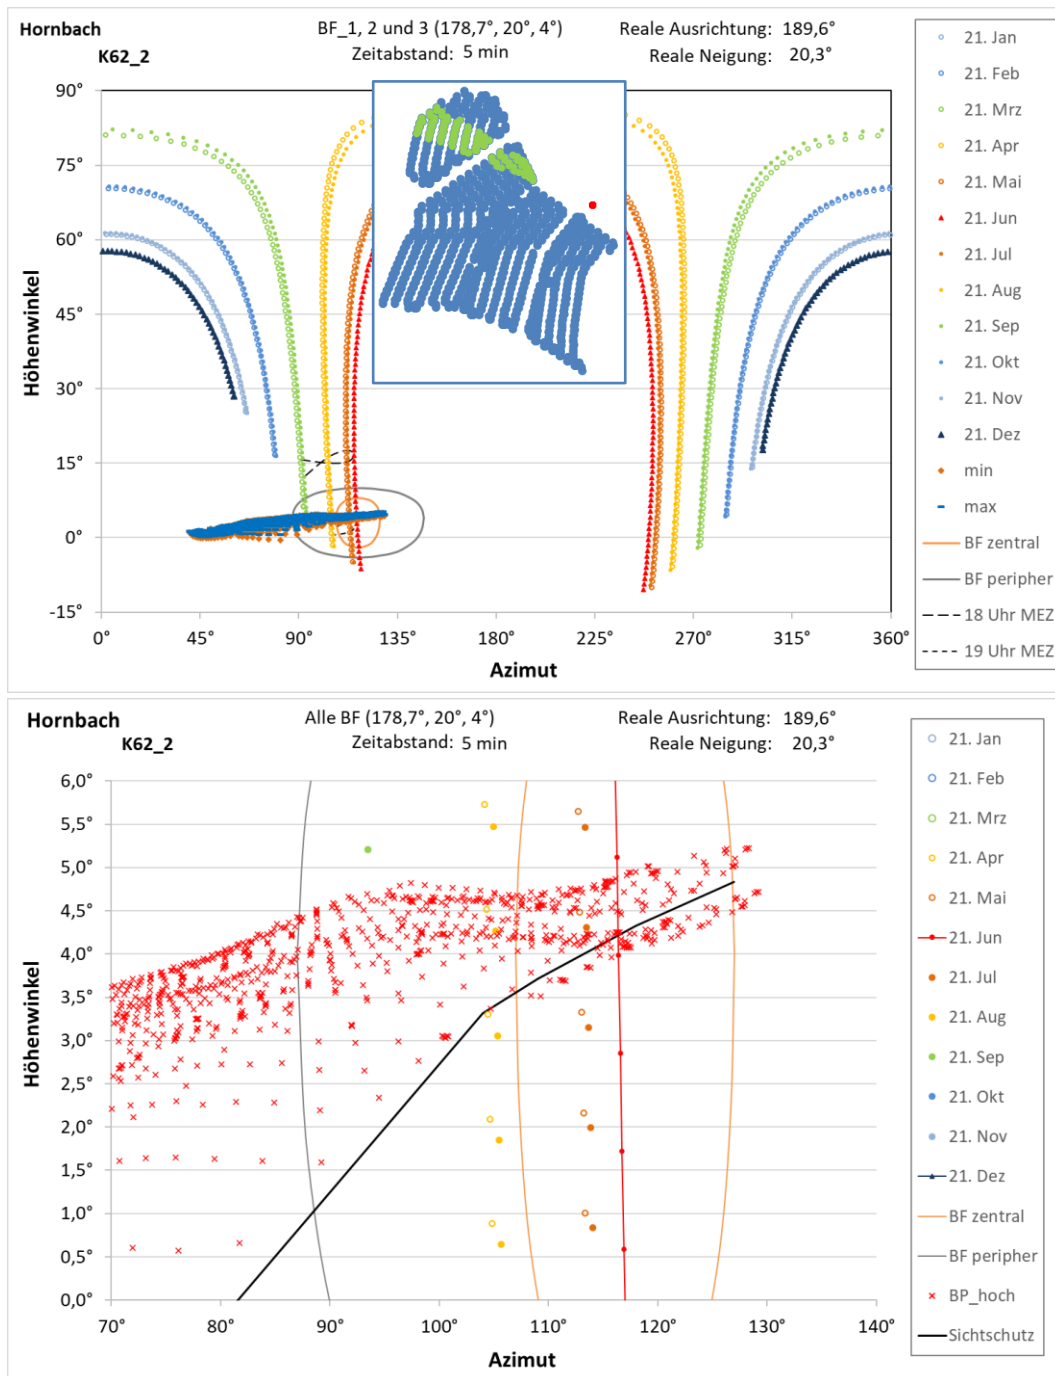 Hornbach
BF_1, 2 und 3 (178,7°, 20°, 4°)
Reale Ausrichtung: 189,6°
K62_2
Zeitabstand: 5 min
Reale Neigung: 20,3°
90°
75°
60°
45°
30°
15°
0°
-15°
Höhenwinkel
0°
45°
90°
135°
180°
225°
270°
315°
360°
Azimut
21. Jan
21. Feb
21. Mrz
21. Apr
21. Mai
21. Jun
21. Jul
21. Aug
21. Sep
21. Okt
21. Nov
21. Dez
min
max
BF zentral
BF peripher
18 Uhr MEZ
19 Uhr MEZ
Hornbach
Alle BF (178,7°, 20°, 4°)
Reale Ausrichtung: 189,6°
K62_2
Zeitabstand: 5 min
Reale Neigung: 20,3°
6,0°
5,5°
5,0°
4,5°
4,0°
3,5°
3,0°
2,5°
2,0°
1,5°
1,0°
0,5°
0,0°
Höhenwinkel
70°
80°
90°
100°
110°
120°
130°
140°
Azimut
21. Jan
21. Feb
21. Mrz
21. Apr
21. Mai
21. Jun
21. Jul
21. Aug
21. Sep
21. Okt
21. Nov
21. Dez
BF zentral
BF peripher
BP_hoch
Sichtschutz